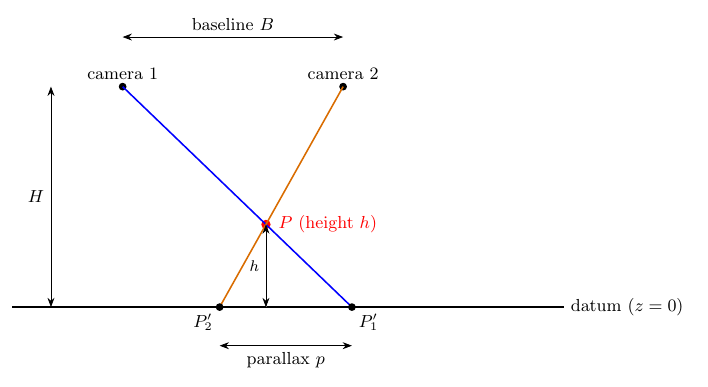 baseline B
camera 1
camera 2
H
P (height h)
h
datum (z = 0)
P′₂
P′₁
parallax p